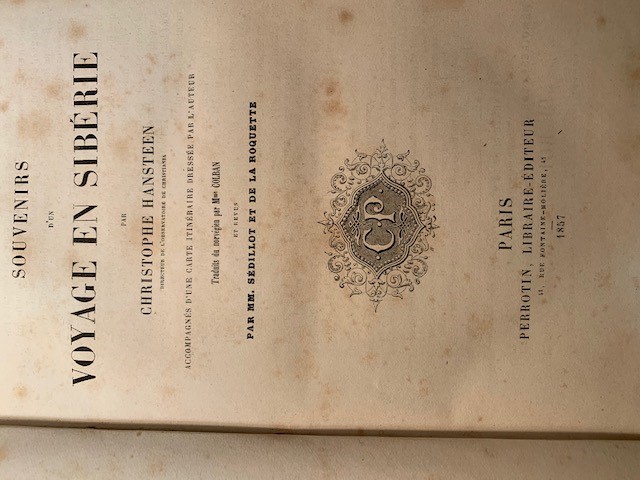 SOUVENIRS
D'UN
VOYAGE EN SIBÉRIE
PAR
CHRISTOPHE HANSTEEN
DIRECTEUR DE L'OBSERVATOIRE DE CHRISTIANIA
ACCOMPAGNÉS D'UNE CARTE ITINÉRAIRE DRESSÉE PAR L'AUTEUR
Traduits du norvégien par Mme COLBAN
ET REVUS
PAR MM. SÉDILLOT ET DE LA ROQUETTE
CP
PARIS
PERROTIN, LIBRAIRE-ÉDITEUR
41, RUE FONTAINE-MOLIÈRE, 41
1857